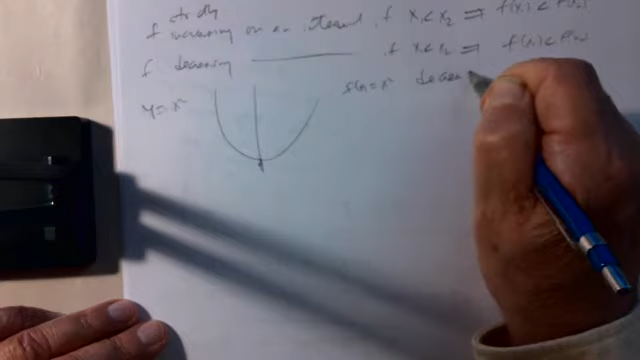 strictly
f increasing on an interval if x₁ < x₂ ⇒ f(x₁) < f(x₂)
f decreasing ———— if x₁ < x₂ ⇒ f(x₁) < f(x₂)
y = x² f(x) = x² decrea